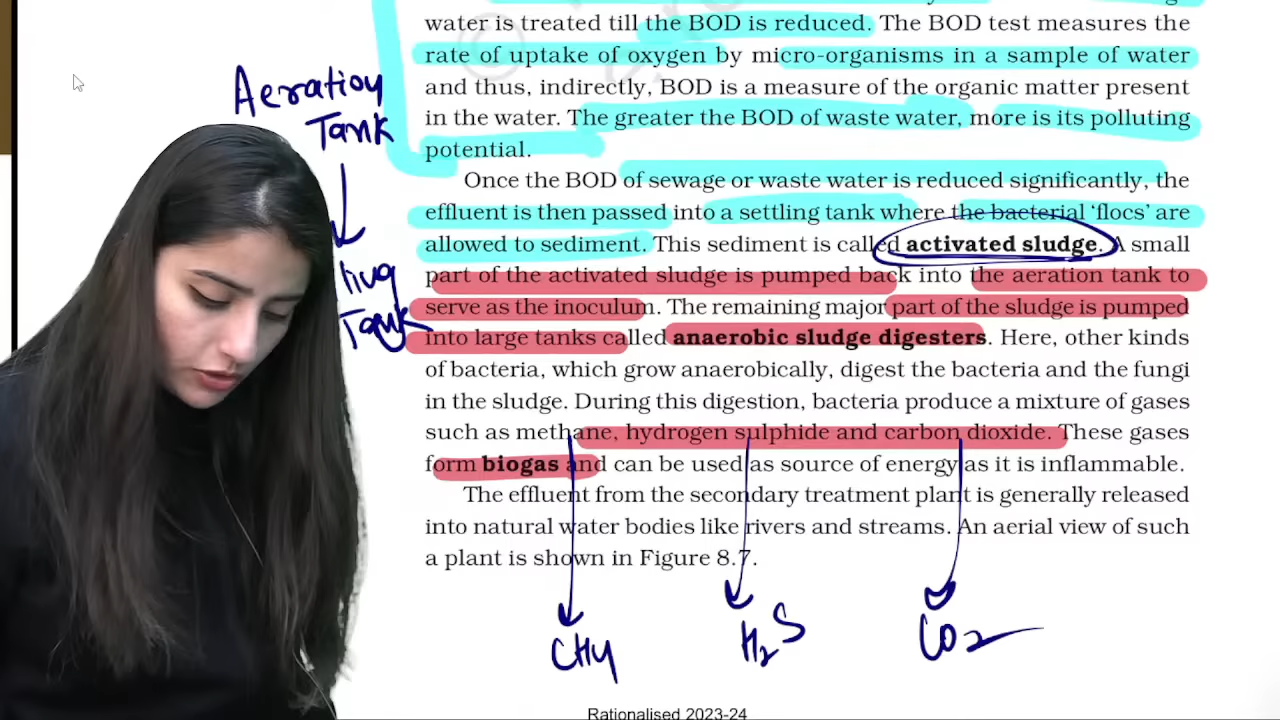 water is treated till the BOD is reduced. The BOD test measures the
rate of uptake of oxygen by micro-organisms in a sample of water
and thus, indirectly, BOD is a measure of the organic matter present
in the water. The greater the BOD of waste water, more is its polluting
potential.
Once the BOD of sewage or waste water is reduced significantly, the
effluent is then passed into a settling tank where the bacterial ‘flocs’ are
allowed to sediment. This sediment is called activated sludge. A small
part of the activated sludge is pumped back into the aeration tank to
serve as the inoculum. The remaining major part of the sludge is pumped
into large tanks called anaerobic sludge digesters. Here, other kinds
of bacteria, which grow anaerobically, digest the bacteria and the fungi
in the sludge. During this digestion, bacteria produce a mixture of gases
such as methane, hydrogen sulphide and carbon dioxide. These gases
form biogas and can be used as source of energy as it is inflammable.
The effluent from the secondary treatment plant is generally released
into natural water bodies like rivers and streams. An aerial view of such
a plant is shown in Figure 8.7.
Aeration
Tank
Tank
CH4
H2S
CO2
Rationalised 2023-24